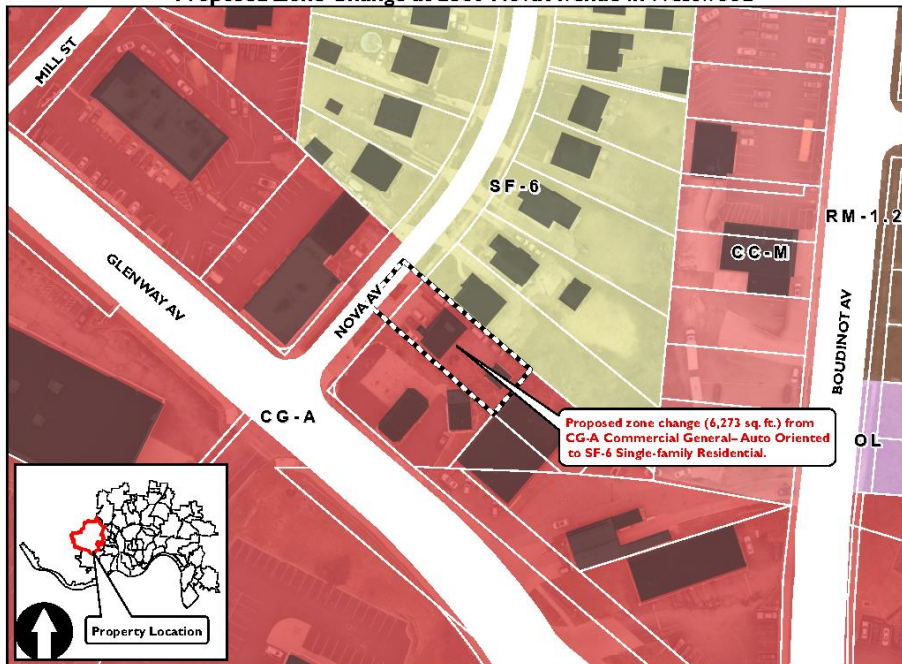 MILL ST
SF-6
RM-1.2
CC-M
GLENWAY AV
NOVA AV
BOUDINOT AV
CG-A
Proposed zone change (6,273 sq. ft.) from
CG-A Commercial General– Auto Oriented
to SF-6 Single-family Residential.
OL
Property Location